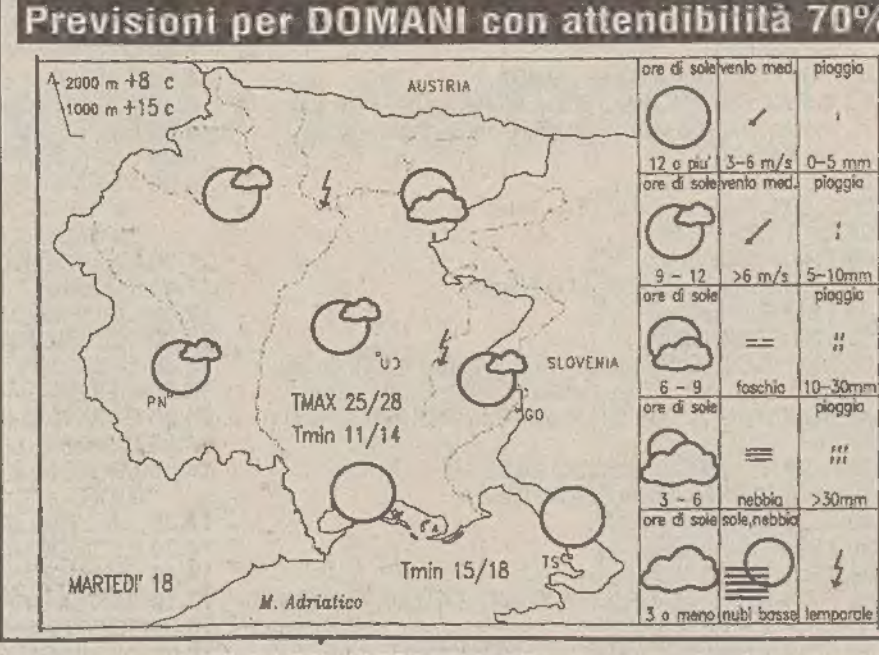 Previsioni per DOMANI con attendibilità 70%
2000 m +8 c
1000 m +15 c
AUSTRIA
SLOVENIA
PN
UD
GO
TMAX 25/28
Tmin 11/14
Tmin 15/18
TS
MARTEDI' 18
M. Adriatico
ore di sole vento med. pioggia
12 o piu' 3-6 m/s 0-5 mm
ore di sole vento med. pioggia
9 - 12 >6 m/s 5-10mm
ore di sole pioggia
6 - 9 foschia 10-30mm
ore di sole pioggia
3 - 6 nebbia >30mm
ore di sole sole,nebbia
3 o meno nubi basse temporale